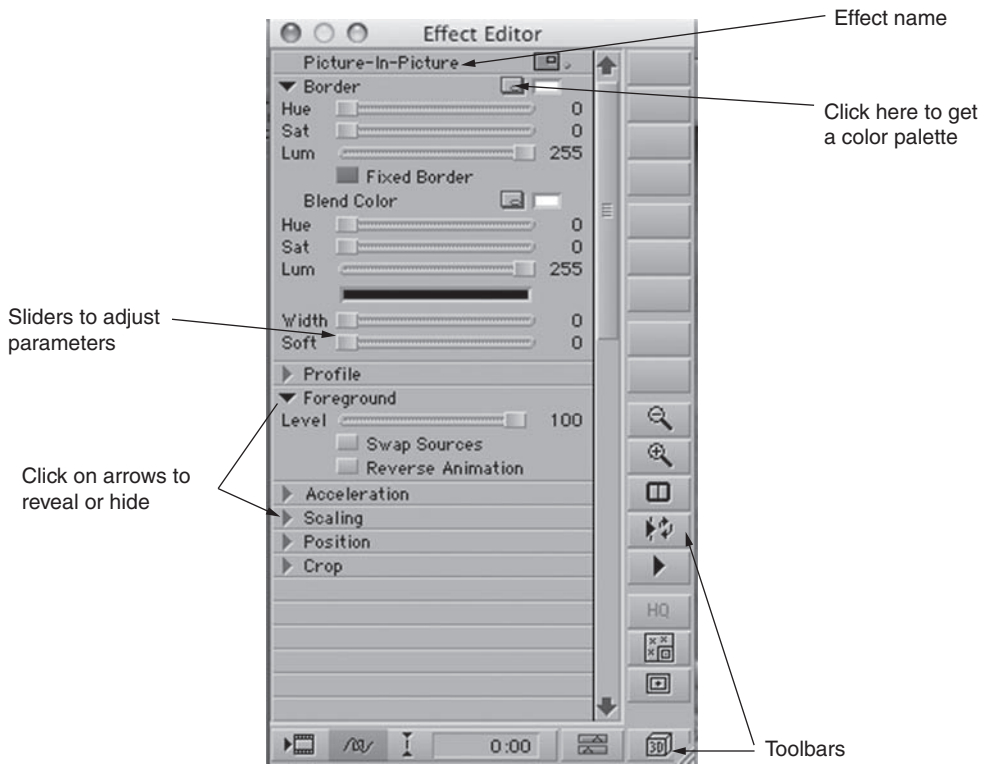 Effect Editor
Effect name
Picture-In-Picture
Border
Click here to get
a color palette
Hue 0
Sat 0
Lum 255
Fixed Border
Blend Color
Hue 0
Sat 0
Lum 255
Sliders to adjust
parameters
Width 0
Soft 0
Profile
Foreground
Level 100
Swap Sources
Reverse Animation
Click on arrows to
reveal or hide
Acceleration
Scaling
Position
Crop
HQ
0:00
3D
Toolbars